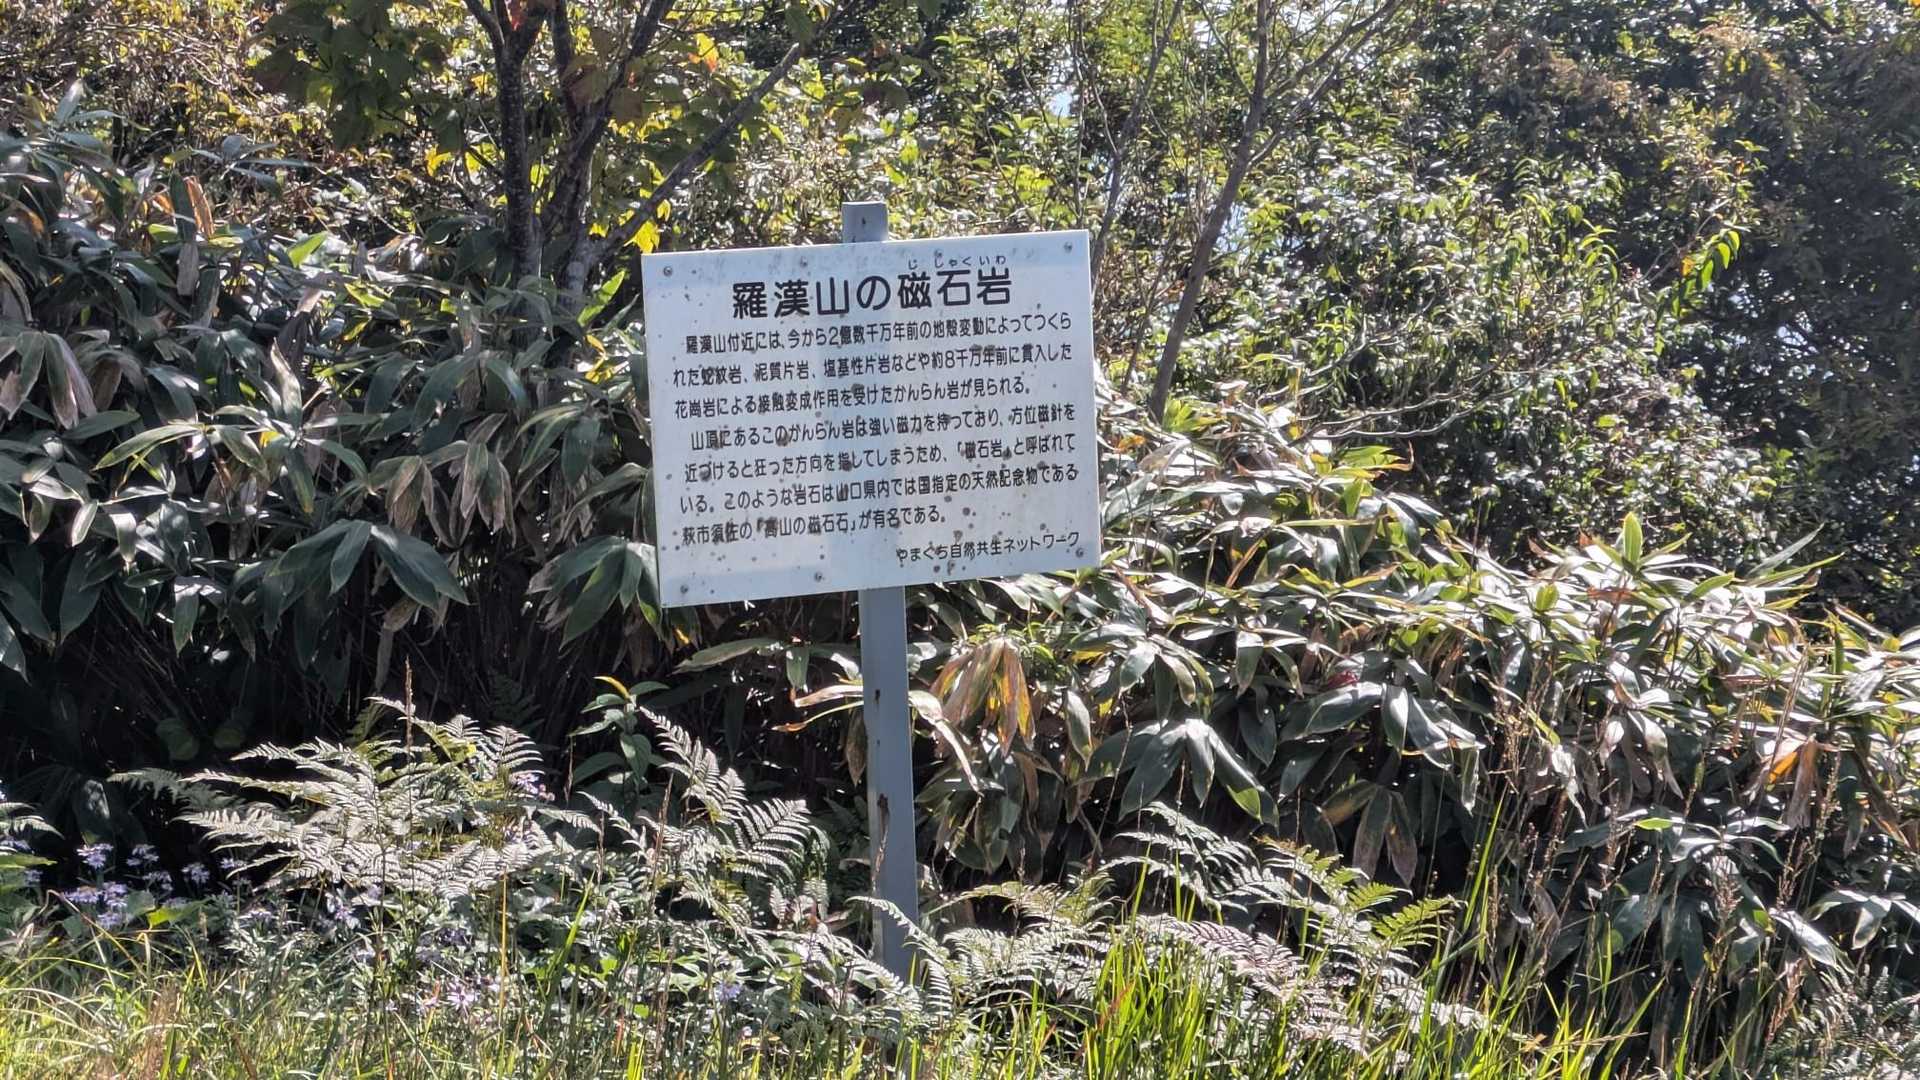 じしゃくいわ
羅漢山の磁石岩
羅漢山付近には、今から2億数千万年前の地殻変動によってつくら
れた蛇紋岩、泥質片岩、塩基性片岩などや約8千万年前に貫入した
花崗岩による接触変成作用を受けたかんらん岩が見られる。
山頂にあるこのかんらん岩は強い磁力を持っており、方位磁針を
近づけると狂った方向を指してしまうため、「磁石岩」と呼ばれて
いる。このような岩石は山口県内では国指定の天然記念物である
萩市須佐の「高山の磁石石」が有名である。
やまぐち自然共生ネットワーク